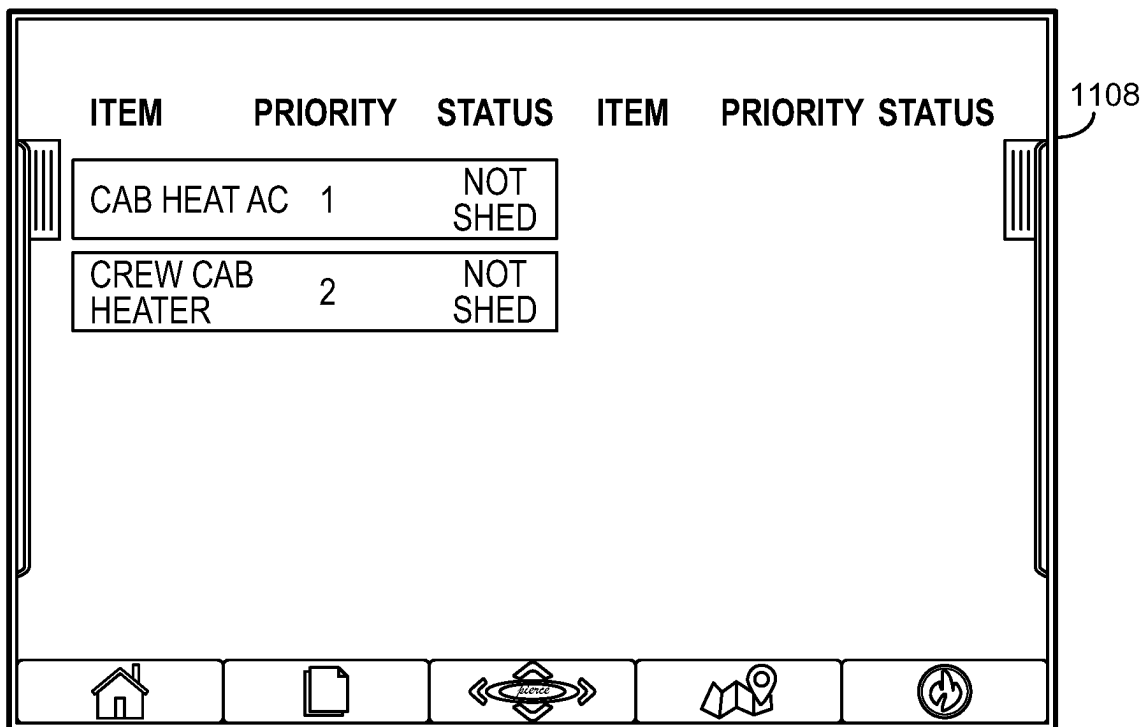 ITEM PRIORITY STATUS ITEM PRIORITY STATUS
1108
CAB HEAT AC 1 NOT SHED
CREW CAB HEATER 2 NOT SHED
pierce